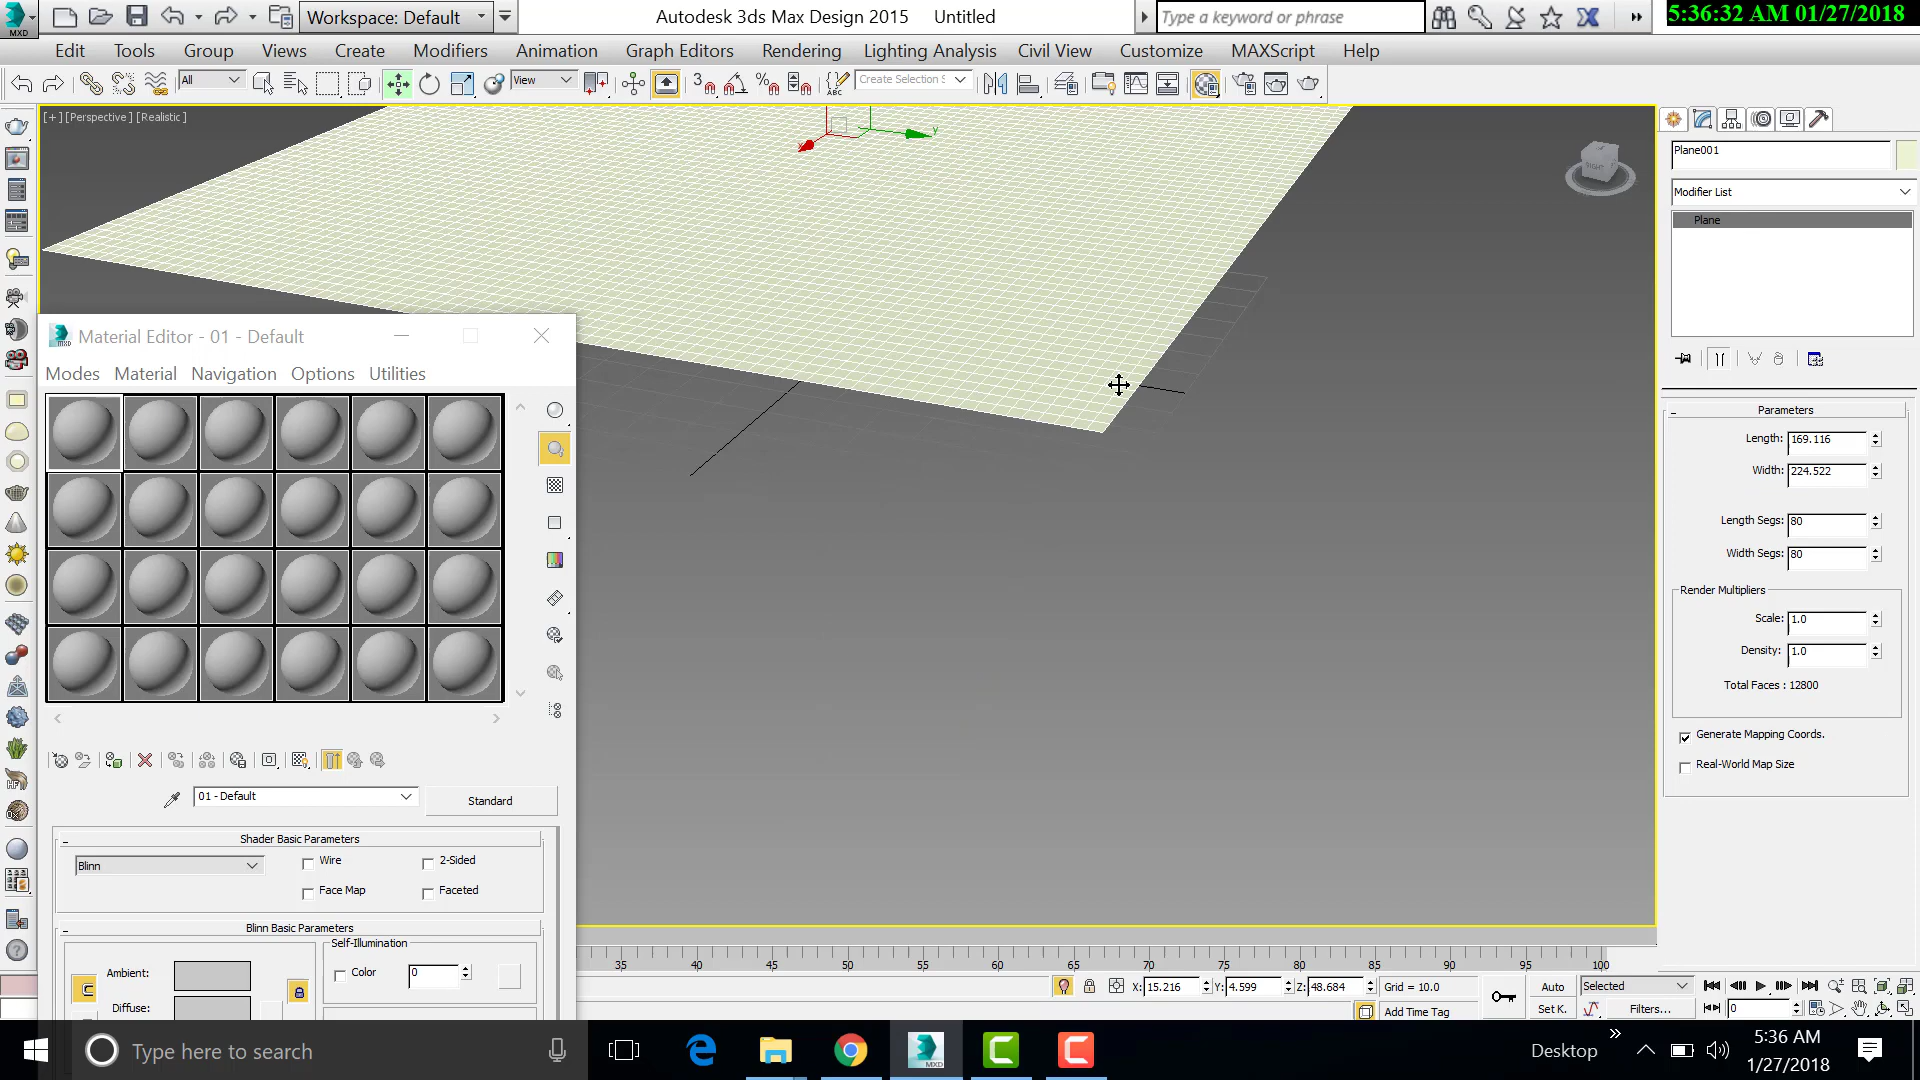 MXD
Workspace: Default
Autodesk 3ds Max Design 2015
Untitled
Type a keyword or phrase
5:36:32 AM 01/27/2018
Edit Tools Group Views Create Modifiers Animation Graph Editors Rendering Lighting Analysis Civil View Customize MAXScript Help
All
View
3
ABC
Create Selection S
[+] [Perspective ] [Realistic ]
x
y
RIGHT
Plane001
Modifier List
Plane
Material Editor - 01 - Default
Modes Material Navigation Options Utilities
01 - Default
Standard
Shader Basic Parameters
Blinn
Wire
2-Sided
Face Map
Faceted
Blinn Basic Parameters
Self-Illumination
Ambient:
Color
0
Diffuse:
Parameters
Length: 169.116
Width: 224.522
Length Segs: 80
Width Segs: 80
Render Multipliers
Scale: 1.0
Density: 1.0
Total Faces : 12800
Generate Mapping Coords.
Real-World Map Size
35 40 45 50 55 60 65 70 75 80 85 90 95 100
X: 15.216
Y: 4.599
Z: 48.684
Grid = 10.0
Auto
Selected
Add Time Tag
Set K.
Filters...
0
Type here to search
MXD
Desktop
5:36 AM
1/27/2018